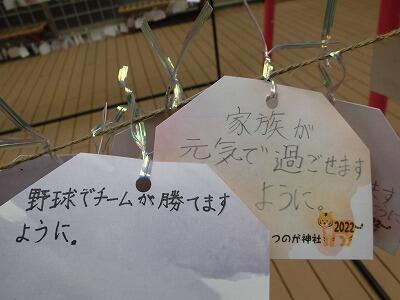 家族が
元気で過ごせます
ように。
2022
つのが神社
野球でチームが勝てます
ように。